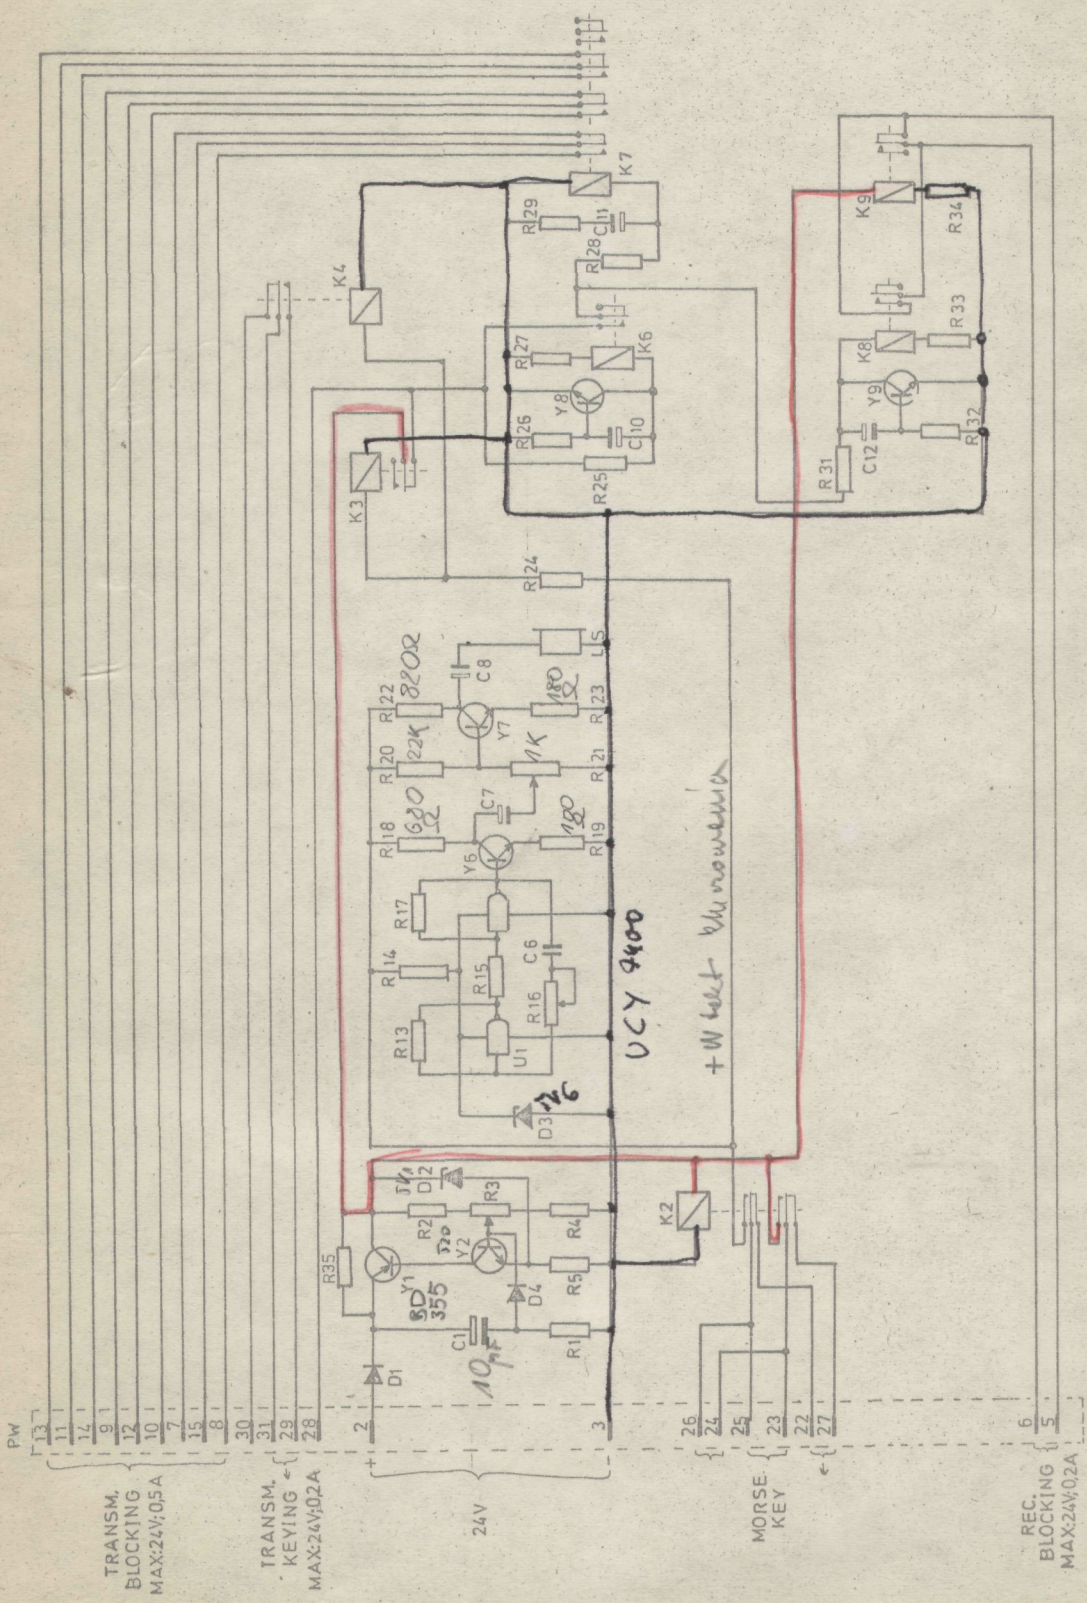 PW
13
11
14
9
12
10
7
15
8
30
31
29
28
2
3
26
24
25
23
22
27
6
5
TRANSM.
BLOCKING
MAX:24V;0,5A
TRANSM.
KEYING
MAX:24V;0,2A
+
24V
-
MORSE
KEY
REC.
BLOCKING
MAX:24V;0,2A
D1
R35
C1
10µF
R1
BD
355
Y1
D4
R5
Y2
R2
R3
R4
D12
K2
D3
R13
U1
R14
R15
R16
R17
C6
UCY 7400
Y6
R18
680
Ω
C7
R19
180
Ω
R20
22K
1K
R21
R22
820Ω
Y7
C8
180
Ω
R23
LS
R24
K3
K4
R25
R26
C10
Y8
R27
K6
R28
R29
C11
K7
R31
C12
R32
Y9
K8
R33
K9
R34